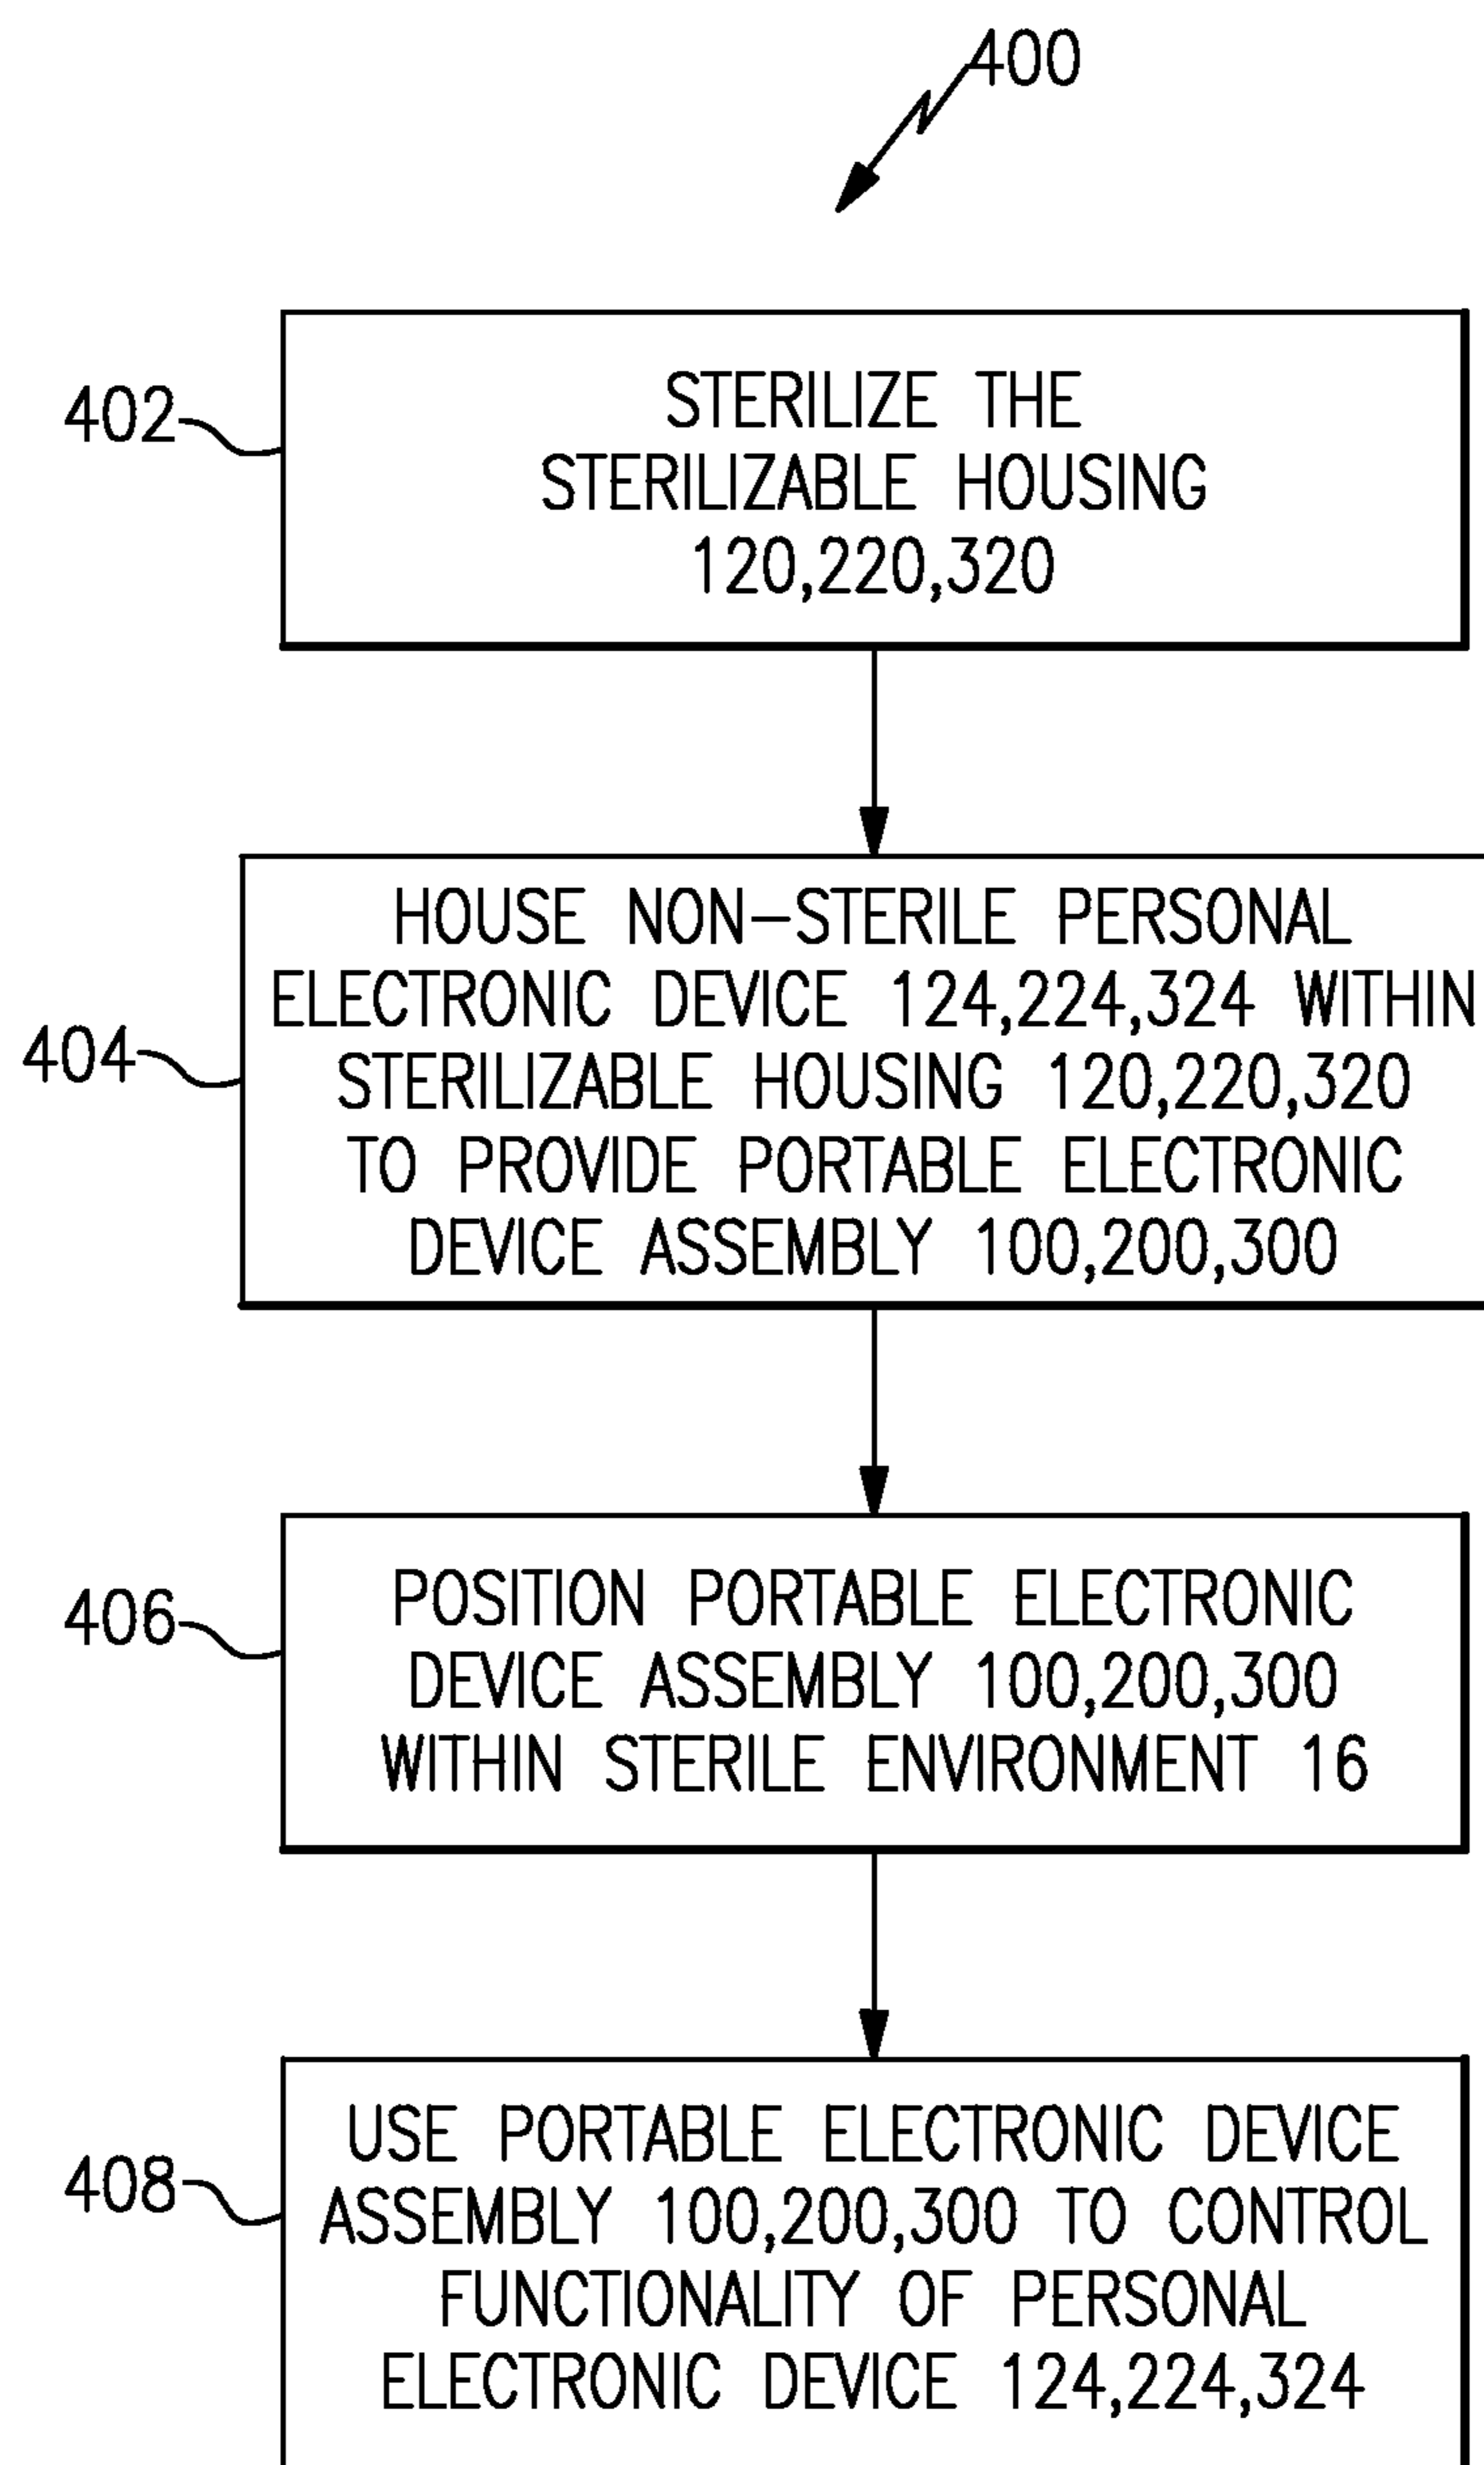 400
402
STERILIZE THE
STERILIZABLE HOUSING
120,220,320
404
HOUSE NON-STERILE PERSONAL
ELECTRONIC DEVICE 124,224,324 WITHIN
STERILIZABLE HOUSING 120,220,320
TO PROVIDE PORTABLE ELECTRONIC
DEVICE ASSEMBLY 100,200,300
406
POSITION PORTABLE ELECTRONIC
DEVICE ASSEMBLY 100,200,300
WITHIN STERILE ENVIRONMENT 16
408
USE PORTABLE ELECTRONIC DEVICE
ASSEMBLY 100,200,300 TO CONTROL
FUNCTIONALITY OF PERSONAL
ELECTRONIC DEVICE 124,224,324